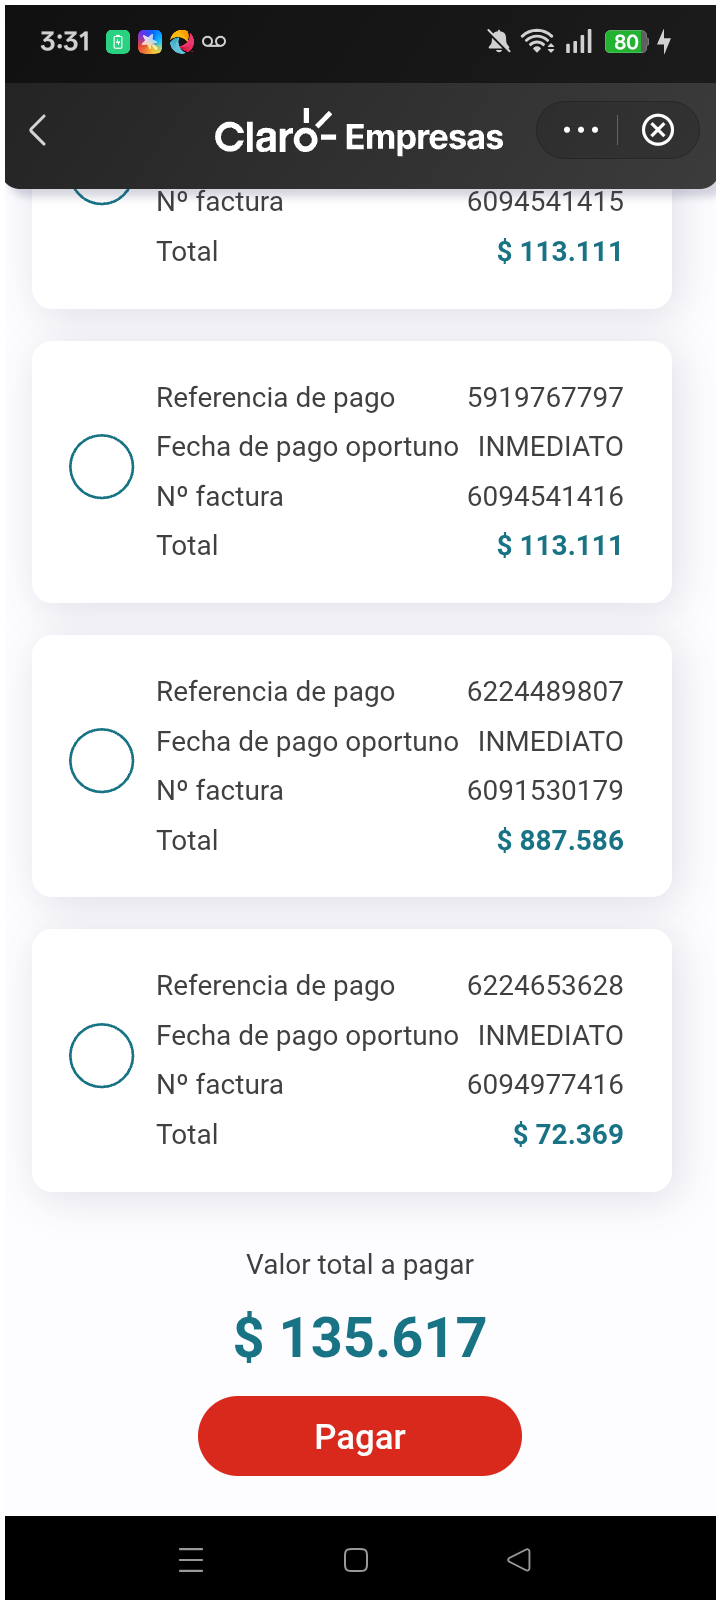 3:31
80
Claro- Empresas
Nº factura 6094541415
Total $ 113.111
Referencia de pago 5919767797
Fecha de pago oportuno INMEDIATO
Nº factura 6094541416
Total $ 113.111
Referencia de pago 6224489807
Fecha de pago oportuno INMEDIATO
Nº factura 6091530179
Total $ 887.586
Referencia de pago 6224653628
Fecha de pago oportuno INMEDIATO
Nº factura 6094977416
Total $ 72.369
Valor total a pagar
$ 135.617
Pagar